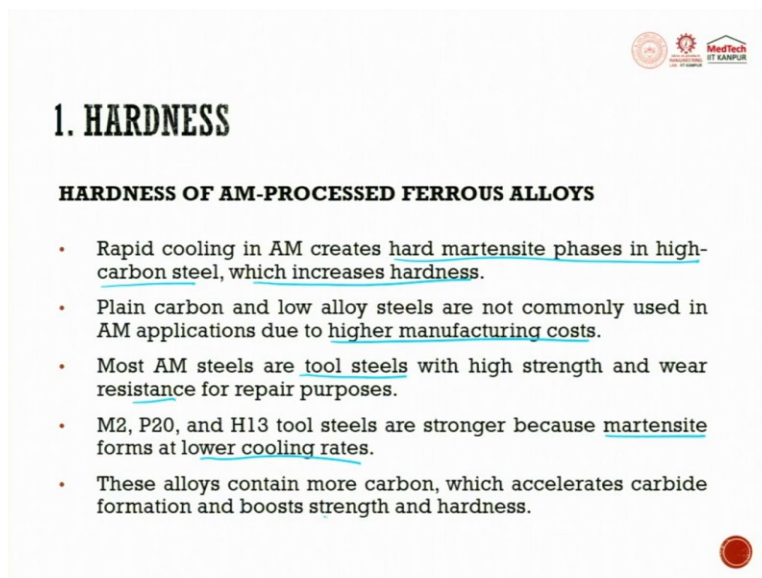 MedTech
IIT KANPUR
1. HARDNESS
HARDNESS OF AM-PROCESSED FERROUS ALLOYS
• Rapid cooling in AM creates hard martensite phases in high-
carbon steel, which increases hardness.
• Plain carbon and low alloy steels are not commonly used in
AM applications due to higher manufacturing costs.
• Most AM steels are tool steels with high strength and wear
resistance for repair purposes.
• M2, P20, and H13 tool steels are stronger because martensite
forms at lower cooling rates.
• These alloys contain more carbon, which accelerates carbide
formation and boosts strength and hardness.